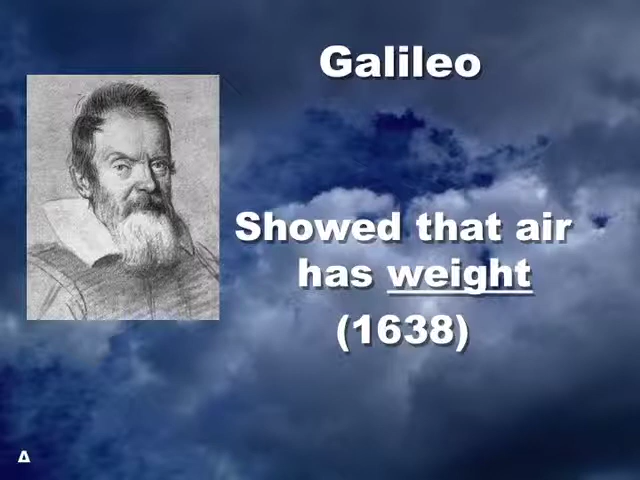 Galileo
Showed that air
has weight
(1638)
Δ